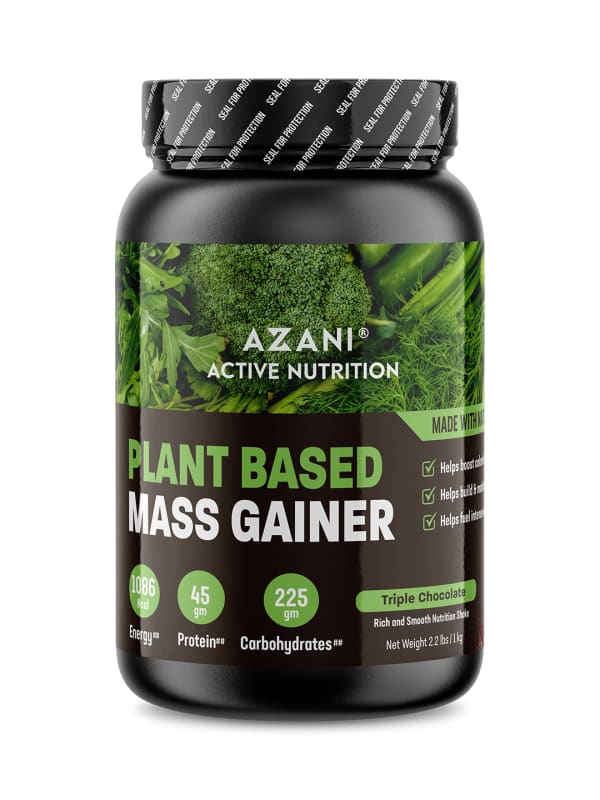 SEAL FOR PROTECTION
AZANI®
ACTIVE NUTRITION
MADE WITH
PLANT BASED
MASS GAINER
Helps boost
Helps build &
Helps fuel
1086
Kcal
Energy##
45
gm
Protein##
225
gm
Carbohydrates##
Triple Chocolate
Rich and Smooth Nutrition Shake
Net Weight 2.2 lbs / 1 kg